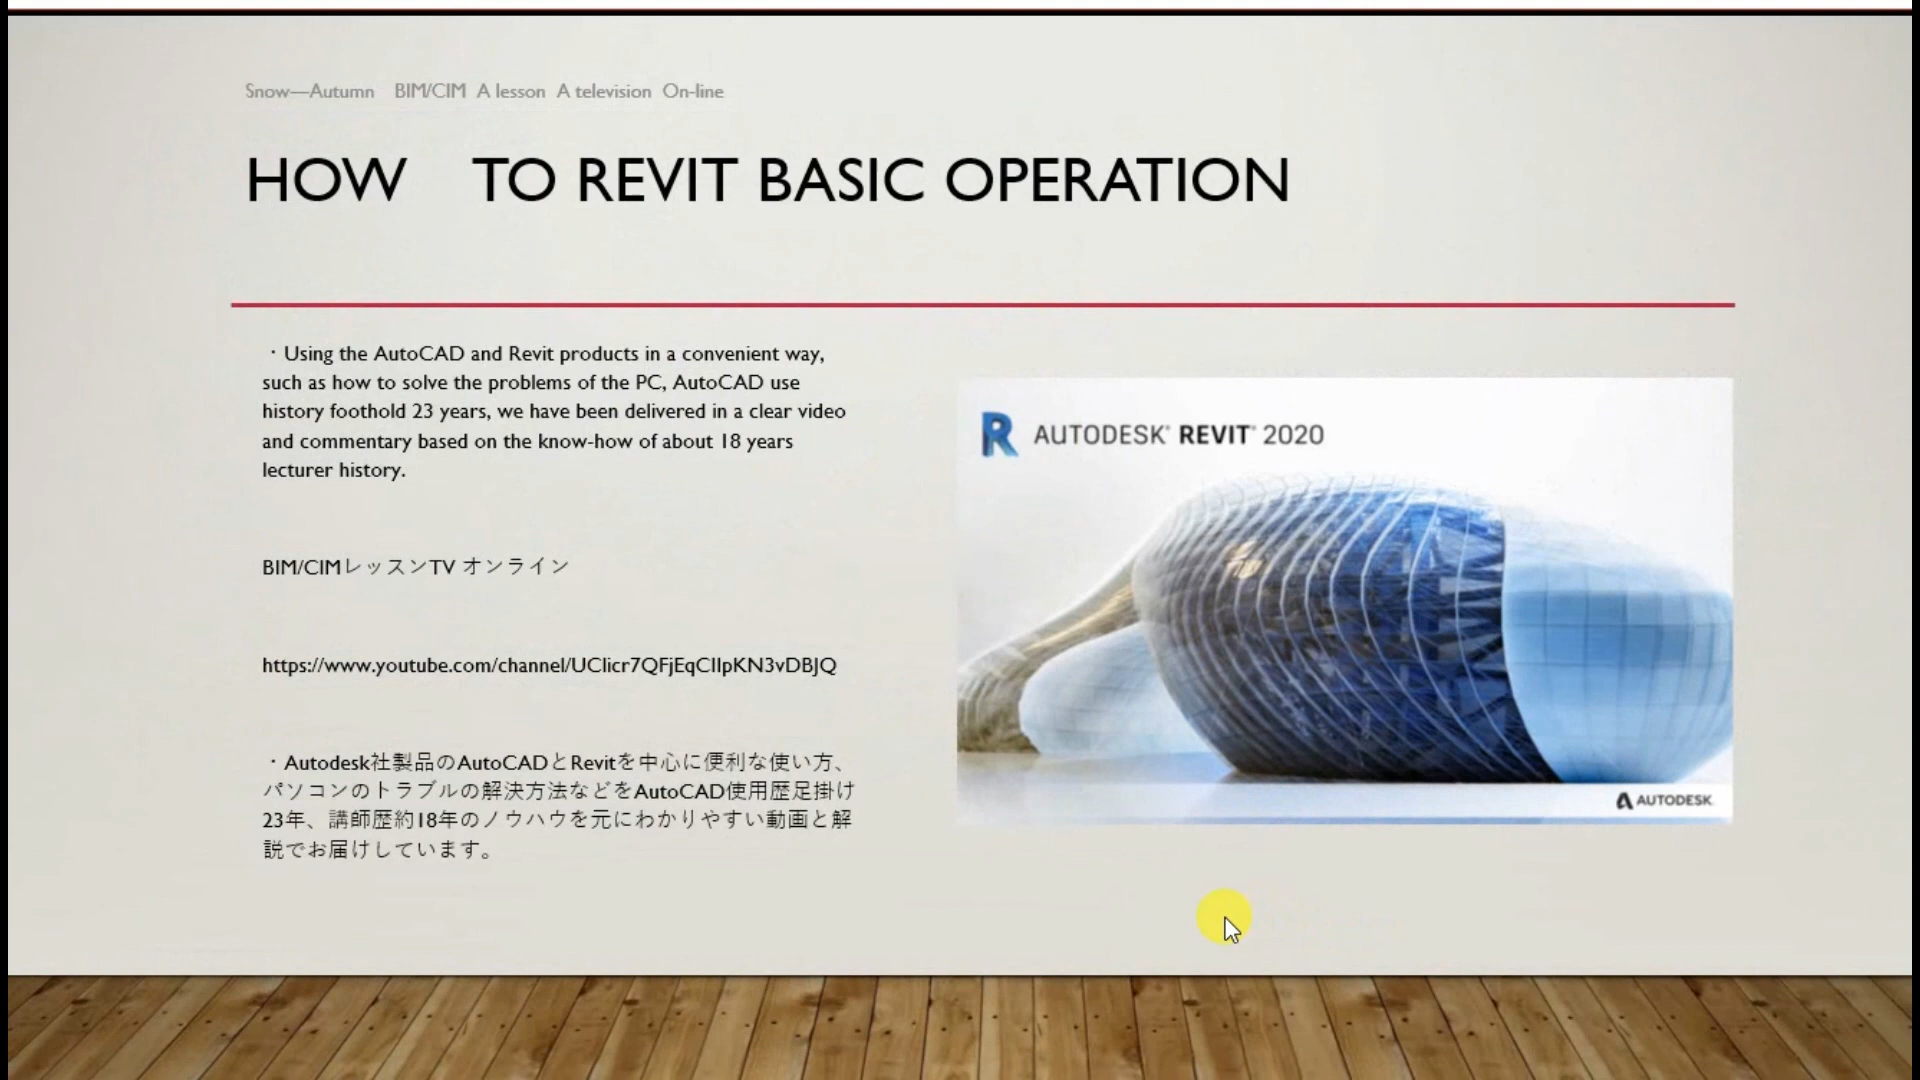 Snow—Autumn BIM/CIM A lesson A television On-line
HOW TO REVIT BASIC OPERATION
・Using the AutoCAD and Revit products in a convenient way,
such as how to solve the problems of the PC, AutoCAD use
history foothold 23 years, we have been delivered in a clear video
and commentary based on the know-how of about 18 years
lecturer history.
BIM/CIMレッスンTV オンライン
https://www.youtube.com/channel/UClicr7QFjEqCIIpKN3vDBJQ
・Autodesk社製品のAutoCADとRevitを中心に便利な使い方、
パソコンのトラブルの解決方法などをAutoCAD使用歴足掛け
23年、講師歴約18年のノウハウを元にわかりやすい動画と解
説でお届けしています。
R AUTODESK® REVIT® 2020
AUTODESK